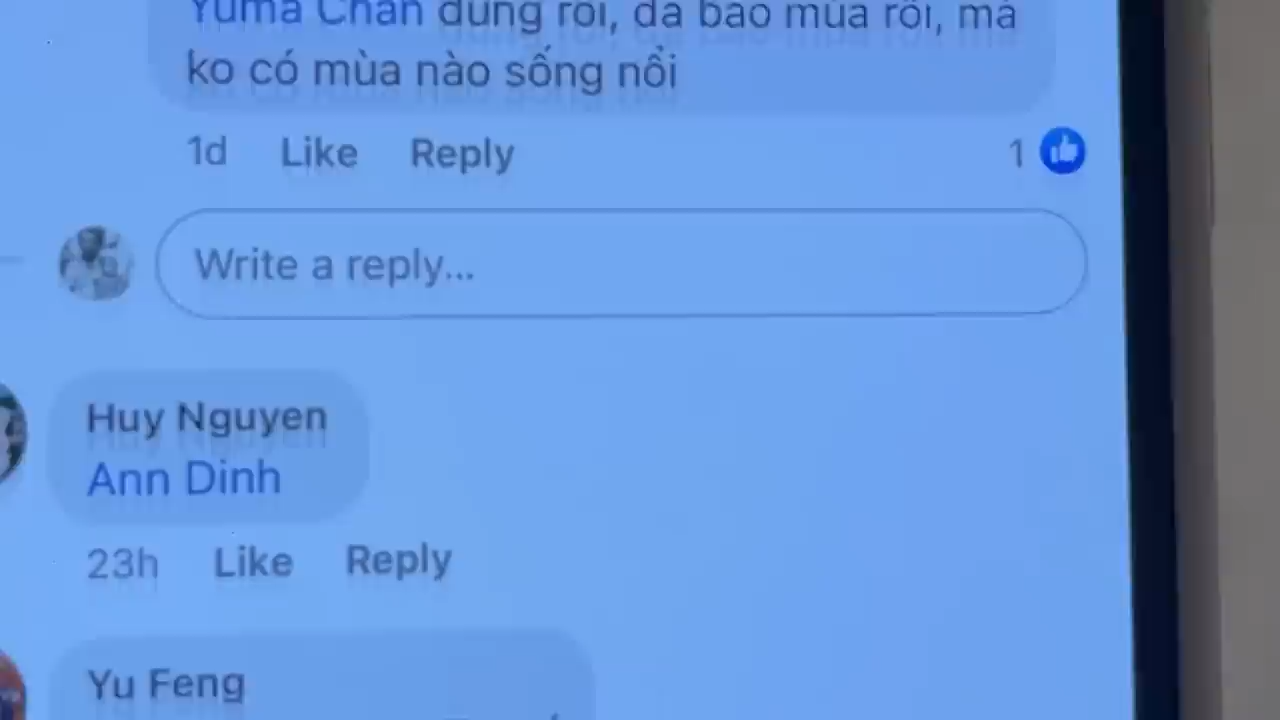 Yuma Chan đúng rồi, đã bao mùa rồi, mà
ko có mùa nào sống nổi
1d Like Reply 1
Write a reply...
Huy Nguyen
Ann Dinh
23h Like Reply
Yu Feng